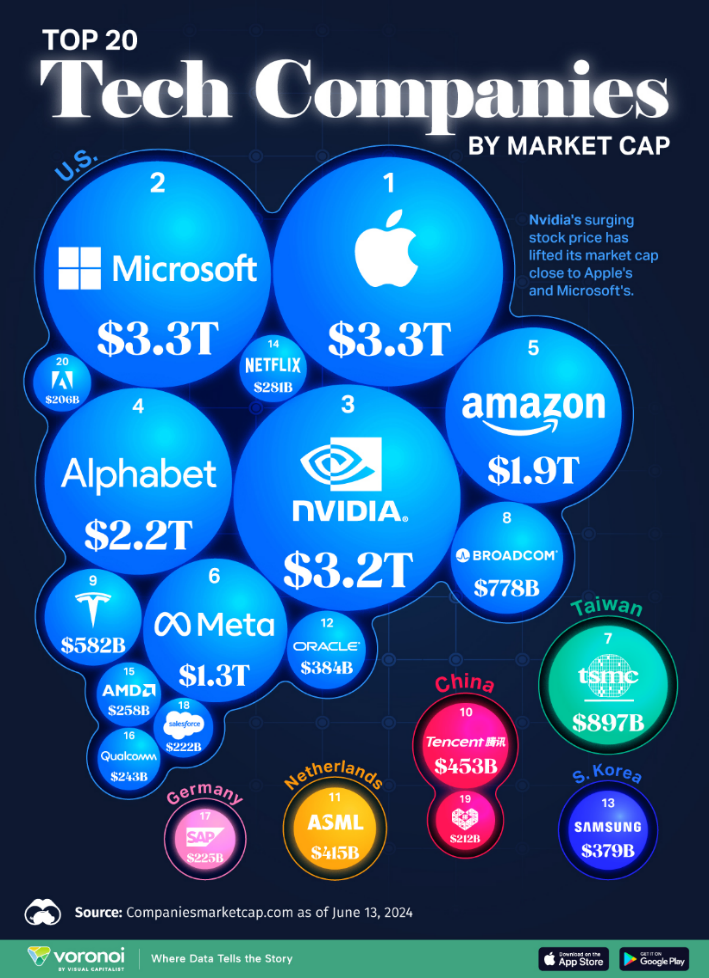 TOP 20
Tech Companies
BY MARKET CAP
U.S.
2
Microsoft
$3.3T
1
$3.3T
Nvidia's surging
stock price has
lifted its market cap
close to Apple's
and Microsoft's.
20
$206B
14
NETFLIX
$281B
5
amazon
$1.9T
4
Alphabet
$2.2T
3
NVIDIA.
$3.2T
8
BROADCOM
$778B
9
$582B
6
Meta
$1.3T
12
ORACLE
$384B
Taiwan
7
tsmc
$897B
15
AMD
$258B
18
salesforce
$222B
16
Qualcomm
$243B
China
10
Tencent 腾讯
$453B
19
$212B
Germany
17
SAP
$225B
Netherlands
11
ASML
$415B
S. Korea
13
SAMSUNG
$379B
Source: Companiesmarketcap.com as of June 13, 2024
voronoi
BY VISUAL CAPITALIST
Where Data Tells the Story
Download on the
App Store
GET IT ON
Google Play